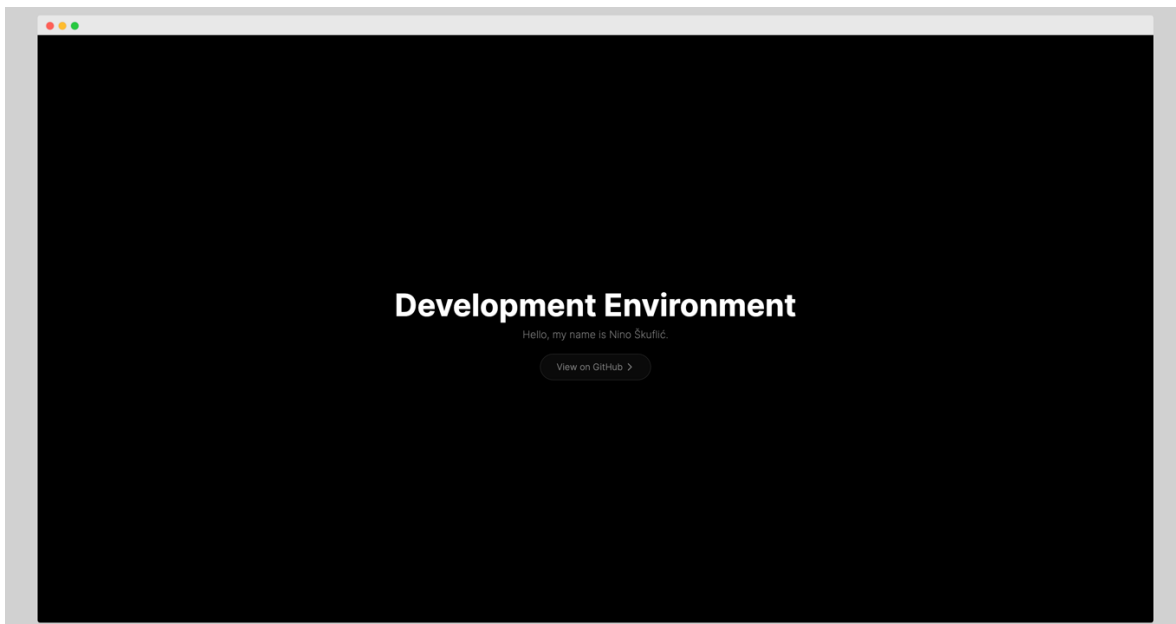 Development Environment
Hello, my name is Nino Škuflić.
View on GitHub